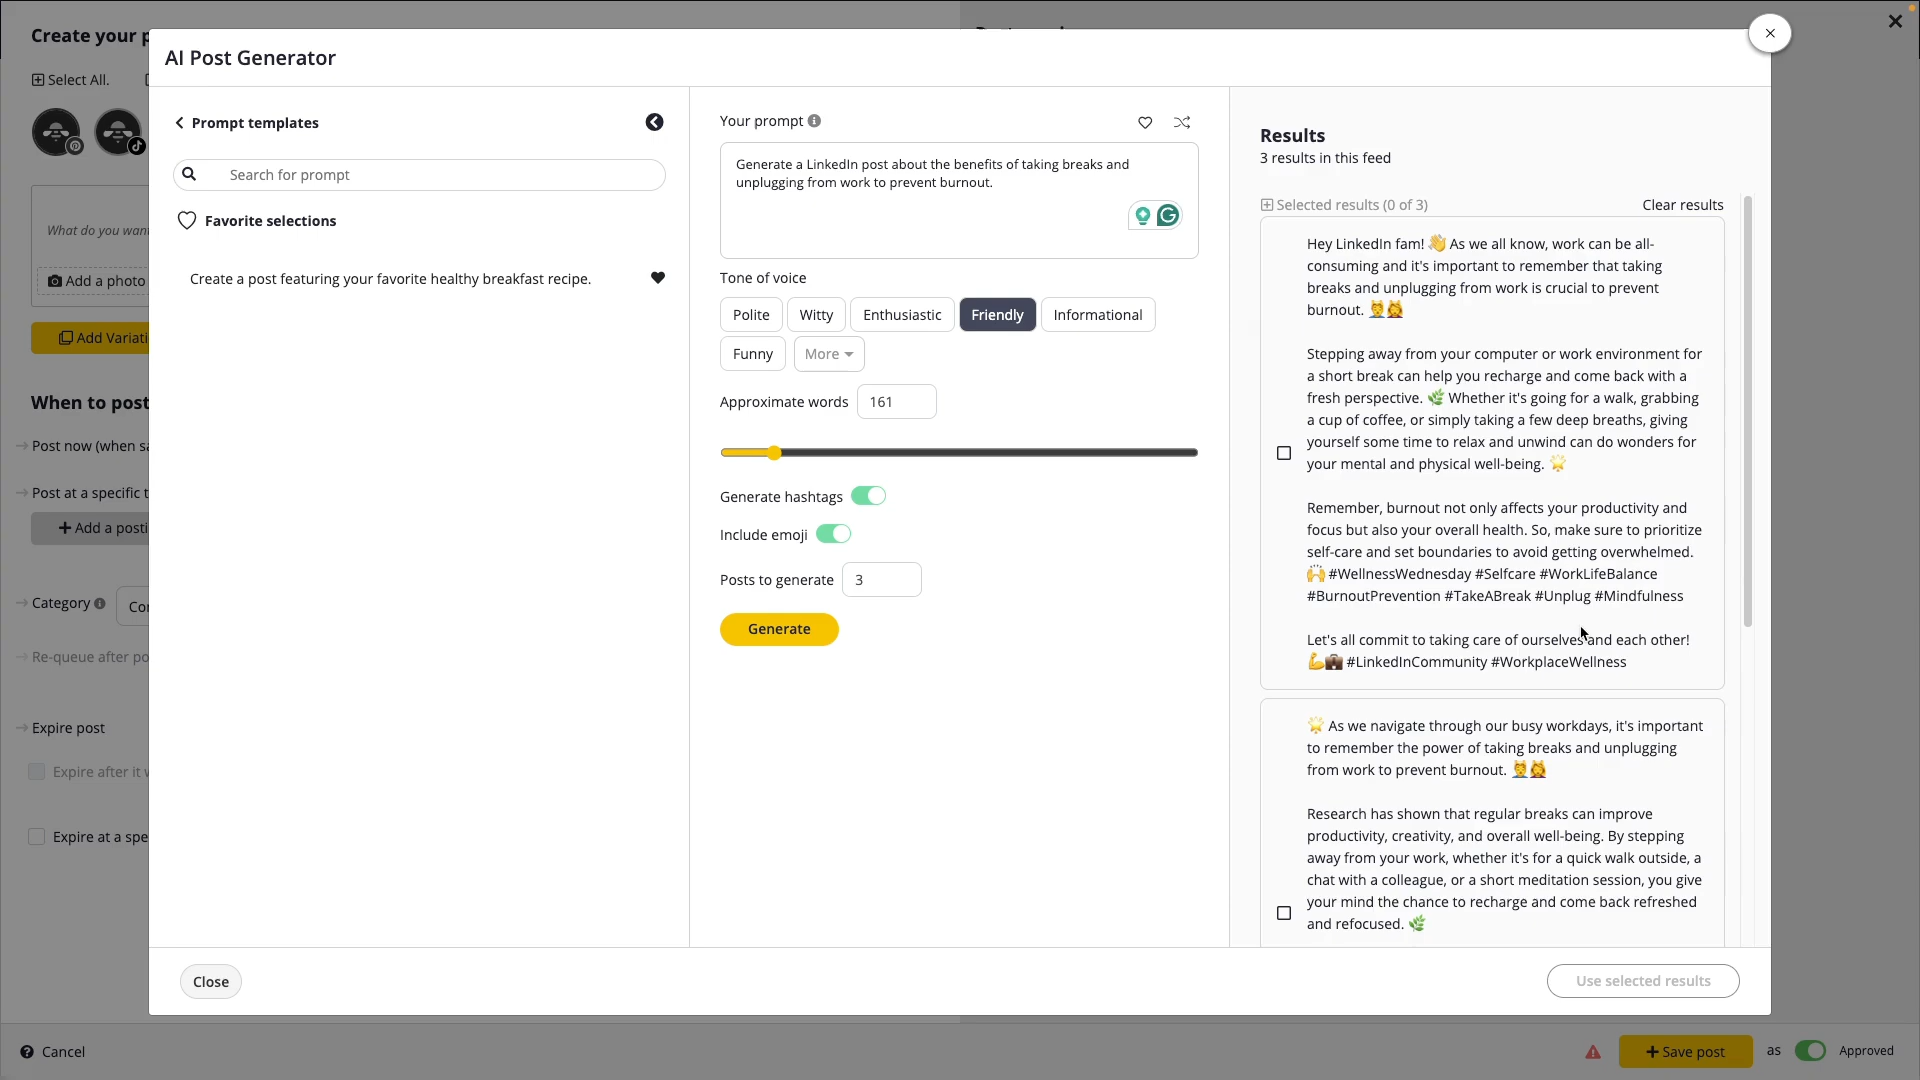 Create your p
Select All.
What do you want
Add a photo
Add Variati
When to post
Post now (when sa
Post at a specific t
Add a posti
Category
Con
Re-queue after po
Expire post
Expire after it w
Expire at a spe
Cancel
AI Post Generator
Prompt templates
Search for prompt
Favorite selections
Create a post featuring your favorite healthy breakfast recipe.
Your prompt
Generate a LinkedIn post about the benefits of taking breaks and
unplugging from work to prevent burnout.
Tone of voice
Polite
Witty
Enthusiastic
Friendly
Informational
Funny
More
Approximate words
161
Generate hashtags
Include emoji
Posts to generate
3
Generate
Results
3 results in this feed
Selected results (0 of 3)
Clear results
Hey LinkedIn fam! 👋 As we all know, work can be all-
consuming and it's important to remember that taking
breaks and unplugging from work is crucial to prevent
burnout. 💆‍♂️💆‍♀️
Stepping away from your computer or work environment for
a short break can help you recharge and come back with a
fresh perspective. 🌿 Whether it's going for a walk, grabbing
a cup of coffee, or simply taking a few deep breaths, giving
yourself some time to relax and unwind can do wonders for
your mental and physical well-being. 🌟
Remember, burnout not only affects your productivity and
focus but also your overall health. So, make sure to prioritize
self-care and set boundaries to avoid getting overwhelmed.
🙌 #WellnessWednesday #Selfcare #WorkLifeBalance
#BurnoutPrevention #TakeABreak #Unplug #Mindfulness
Let's all commit to taking care of ourselves and each other!
💪💼 #LinkedInCommunity #WorkplaceWellness
🌟 As we navigate through our busy workdays, it's important
to remember the power of taking breaks and unplugging
from work to prevent burnout. 💆‍♂️💆‍♀️
Research has shown that regular breaks can improve
productivity, creativity, and overall well-being. By stepping
away from your work, whether it's for a quick walk outside, a
chat with a colleague, or a short meditation session, you give
your mind the chance to recharge and come back refreshed
and refocused. 🌿
Close
Use selected results
Save post
as
Approved